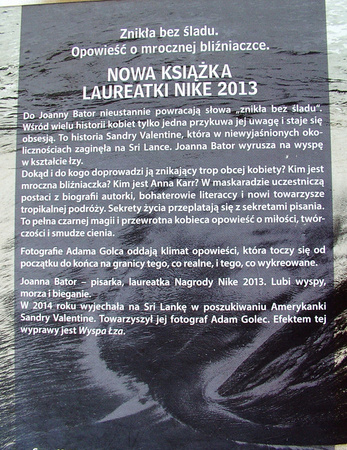 Znikła bez śladu.
Opowieść o mrocznej bliźniaczce.
NOWA KSIĄŻKA
LAUREATKI NIKE 2013
Do Joanny Bator nieustannie powracają słowa „znikła bez śladu”.
Wśród wielu historii kobiet tylko jedna przykuwa jej uwagę i staje się
obsesją. To historia Sandry Valentine, która w niewyjaśnionych oko-
licznościach zaginęła na Sri Lance. Joanna Bator wyrusza na wyspę
w kształcie łzy.
Dokąd i do kogo doprowadzi ją znikający trop obcej kobiety? Kim jest
mroczna bliźniaczka? Kim jest Anna Karr? W maskaradzie uczestniczą
postaci z biografii autorki, bohaterowie literaccy i nowi towarzysze
tropikalnej podróży. Sekrety życia przeplatają się z sekretami pisania.
To pełna czarnej magii i przewrotna kobieca opowieść o miłości, twór-
czości i smudze cienia.
Fotografie Adama Golca oddają klimat opowieści, która toczy się od
początku do końca na granicy tego, co realne, i tego, co wykreowane.
Joanna Bator – pisarka, laureatka Nagrody Nike 2013. Lubi wyspy,
morza i bieganie.
W 2014 roku wyjechała na Sri Lankę w poszukiwaniu Amerykanki
Sandry Valentine. Towarzyszył jej fotograf Adam Golec. Efektem tej
wyprawy jest Wyspa Łza.